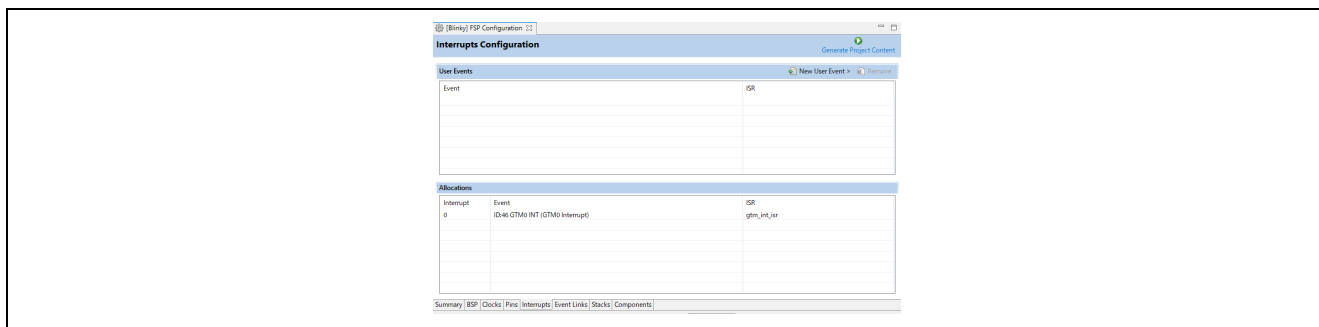 [Blinky] FSP Configuration
Interrupts Configuration
Generate Project Content
User Events
New User Event > Remove
Event ISR
Allocations
Interrupt Event ISR
0 ID:46 GTM0 INT (GTM0 Interrupt) gtm_int_isr
Summary BSP Clocks Pins Interrupts Event Links Stacks Components